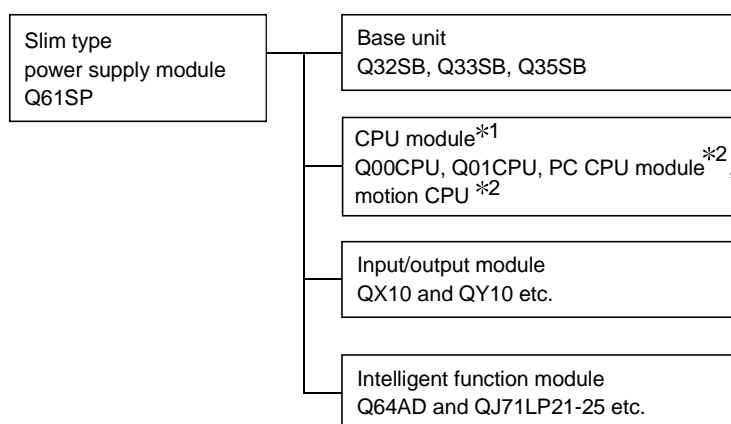 Slim type
power supply module
Q61SP
Base unit
Q32SB, Q33SB, Q35SB
CPU module*1
Q00CPU, Q01CPU, PC CPU module*2,
motion CPU *2
Input/output module
QX10 and QY10 etc.
Intelligent function module
Q64AD and QJ71LP21-25 etc.